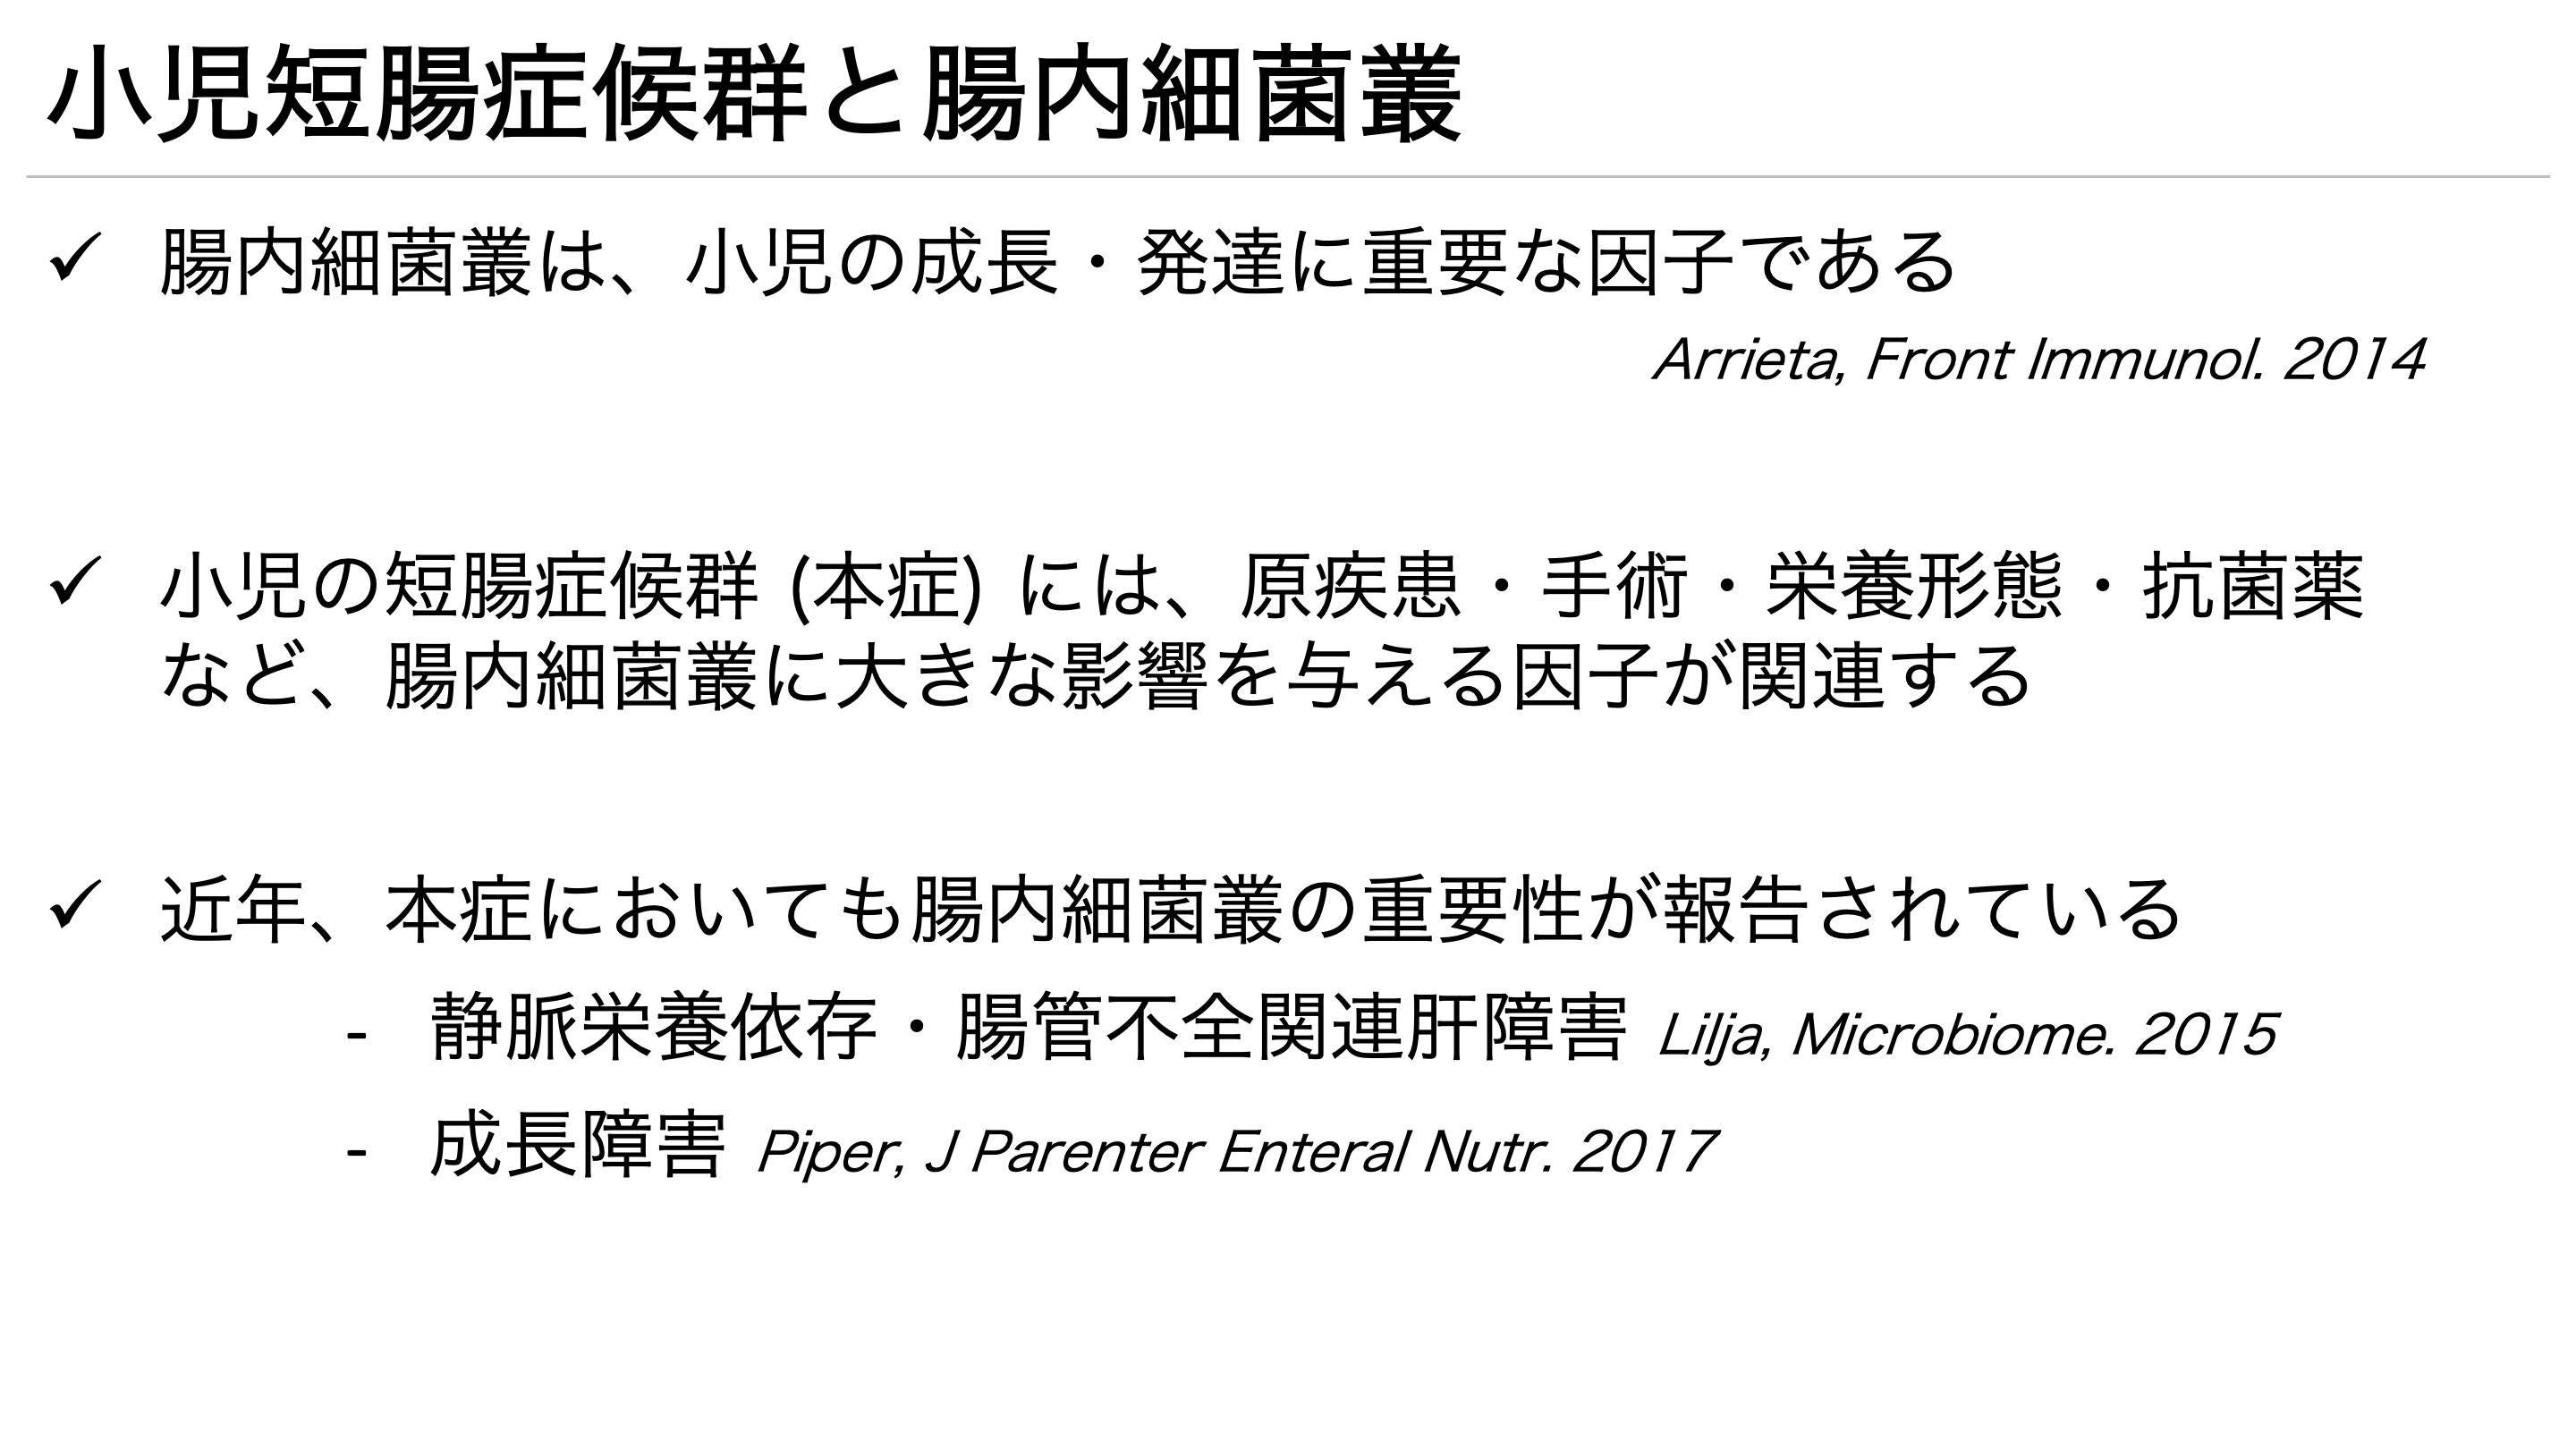 小児短腸症候群と腸内細菌叢
✓ 腸内細菌叢は、小児の成長・発達に重要な因子である
Arrieta, Front Immunol. 2014
✓ 小児の短腸症候群 (本症) には、原疾患・手術・栄養形態・抗菌薬
など、腸内細菌叢に大きな影響を与える因子が関連する
✓ 近年、本症においても腸内細菌叢の重要性が報告されている
- 静脈栄養依存・腸管不全関連肝障害 Lilja, Microbiome. 2015
- 成長障害 Piper, J Parenter Enteral Nutr. 2017